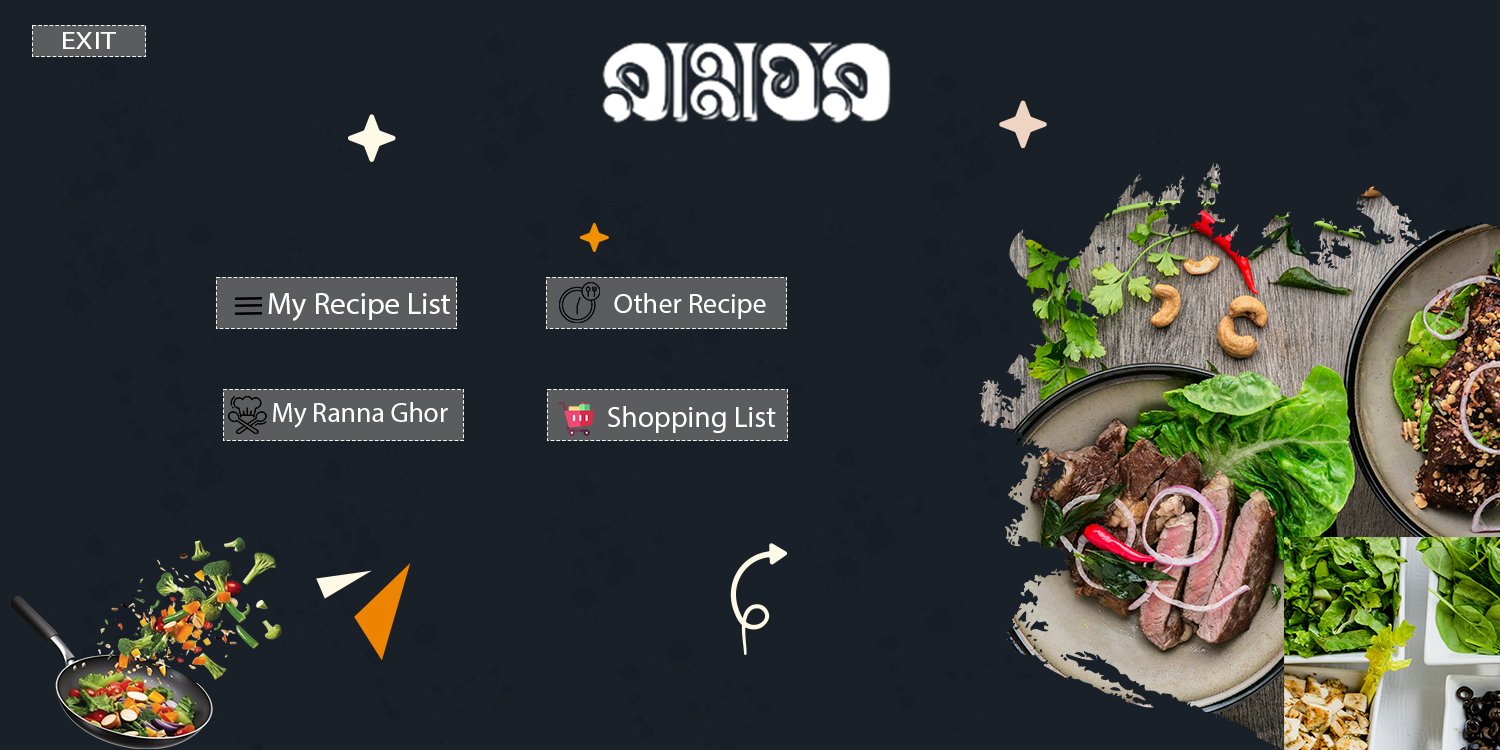 EXIT
রান্নাঘর
My Recipe List
Other Recipe
My Ranna Ghor
Shopping List